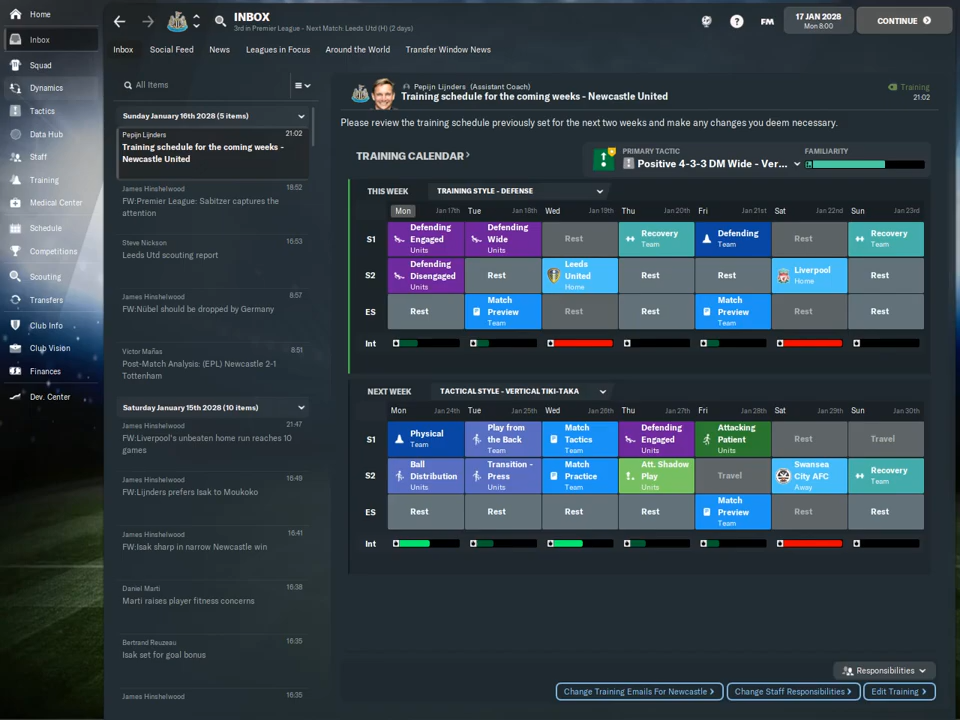 Home
Inbox
Squad
Dynamics
Tactics
Data Hub
Staff
Training
Medical Center
Schedule
Competitions
Scouting
Transfers
Club Info
Club Vision
Finances
Dev. Center
INBOX
3rd in Premier League - Next Match: Leeds Utd (H) (2 days)
?
FM
17 JAN 2028
Mon 8:00
CONTINUE
Inbox
Social Feed
News
Leagues in Focus
Around the World
Transfer Window News
All Items
Sunday January 16th 2028 (5 items)
Pepijn Lijnders 21:02
Training schedule for the coming weeks -
Newcastle United
James Hinshelwood 18:52
FW:Premier League: Sabitzer captures the
attention
Steve Nickson 16:53
Leeds Utd scouting report
James Hinshelwood 8:57
FW:Nübel should be dropped by Germany
Victor Mañas 8:51
Post-Match Analysis: (EPL) Newcastle 2-1
Tottenham
Saturday January 15th 2028 (10 items)
James Hinshelwood 21:47
FW:Liverpool's unbeaten home run reaches 10
games
James Hinshelwood 18:49
FW:Lijnders prefers Isak to Moukoko
James Hinshelwood 16:41
FW:Isak sharp in narrow Newcastle win
Daniel Marti 16:38
Marti raises player fitness concerns
Bertrand Reuzeau 16:35
Isak set for goal bonus
James Hinshelwood 16:35
Pepijn Lijnders (Assistant Coach)
Training schedule for the coming weeks - Newcastle United
Training
21:02
Please review the training schedule previously set for the next two weeks and make any changes you deem necessary.
TRAINING CALENDAR
PRIMARY TACTIC
Positive 4-3-3 DM Wide - Ver...
FAMILIARITY
THIS WEEK TRAINING STYLE - DEFENSE
Mon Jan 17th Tue Jan 18th Wed Jan 19th Thu Jan 20th Fri Jan 21st Sat Jan 22nd Sun Jan 23rd
S1
Defending Engaged Units
Defending Wide Units
Rest
Recovery Team
Defending Team
Rest
Recovery Team
S2
Defending Disengaged Units
Rest
Leeds United Home
Rest
Rest
Liverpool Home
Rest
ES
Rest
Match Preview Team
Rest
Rest
Match Preview Team
Rest
Rest
Int
NEXT WEEK TACTICAL STYLE - VERTICAL TIKI-TAKA
Mon Jan 24th Tue Jan 25th Wed Jan 26th Thu Jan 27th Fri Jan 28th Sat Jan 29th Sun Jan 30th
S1
Physical Team
Play from the Back Team
Match Tactics Team
Defending Engaged Units
Attacking Patient Units
Rest
Travel
S2
Ball Distribution Units
Transition - Press Units
Match Practice Team
Att. Shadow Play Units
Travel
Swansea City AFC Away
Recovery Team
ES
Rest
Rest
Rest
Rest
Match Preview Team
Rest
Rest
Int
Responsibilities
Change Training Emails For Newcastle
Change Staff Responsibilities
Edit Training